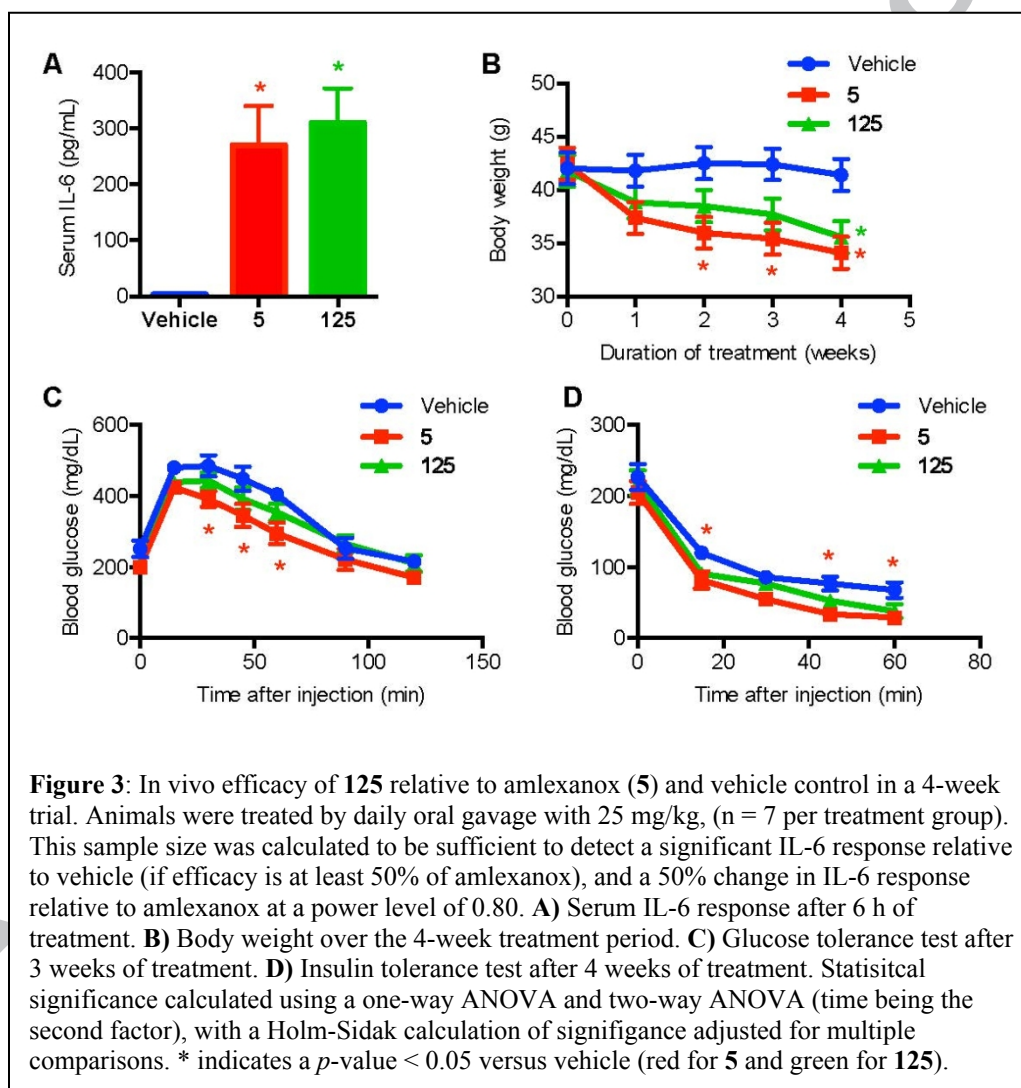 A
400
300
200
100
0
Serum IL-6 (pg/mL)
*
*
Vehicle 5 125
B
Vehicle
5
125
50
45
40
35
30
Body weight (g)
*
*
* *
0 1 2 3 4 5
Duration of treatment (weeks)
C
Vehicle
5
125
600
400
200
0
Blood glucose (mg/dL)
* * *
0 50 100 150
Time after injection (min)
D
Vehicle
5
125
300
200
100
0
Blood glucose (mg/dL)
* * *
0 20 40 60 80
Time after injection (min)
Figure 3: In vivo efficacy of 125 relative to amlexanox (5) and vehicle control in a 4-week
trial. Animals were treated by daily oral gavage with 25 mg/kg, (n = 7 per treatment group).
This sample size was calculated to be sufficient to detect a significant IL-6 response relative
to vehicle (if efficacy is at least 50% of amlexanox), and a 50% change in IL-6 response
relative to amlexanox at a power level of 0.80. A) Serum IL-6 response after 6 h of
treatment. B) Body weight over the 4-week treatment period. C) Glucose tolerance test after
3 weeks of treatment. D) Insulin tolerance test after 4 weeks of treatment. Statisitcal
significance calculated using a one-way ANOVA and two-way ANOVA (time being the
second factor), with a Holm-Sidak calculation of signifigance adjusted for multiple
comparisons. * indicates a p-value < 0.05 versus vehicle (red for 5 and green for 125).